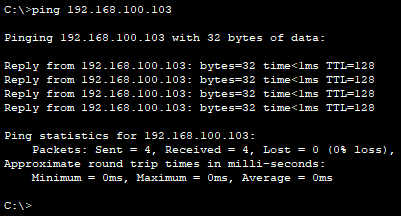 C:\>ping 192.168.100.103
Pinging 192.168.100.103 with 32 bytes of data:
Reply from 192.168.100.103: bytes=32 time<1ms TTL=128
Reply from 192.168.100.103: bytes=32 time<1ms TTL=128
Reply from 192.168.100.103: bytes=32 time<1ms TTL=128
Reply from 192.168.100.103: bytes=32 time<1ms TTL=128
Ping statistics for 192.168.100.103:
    Packets: Sent = 4, Received = 4, Lost = 0 (0% loss),
Approximate round trip times in milli-seconds:
    Minimum = 0ms, Maximum = 0ms, Average = 0ms
C:\>